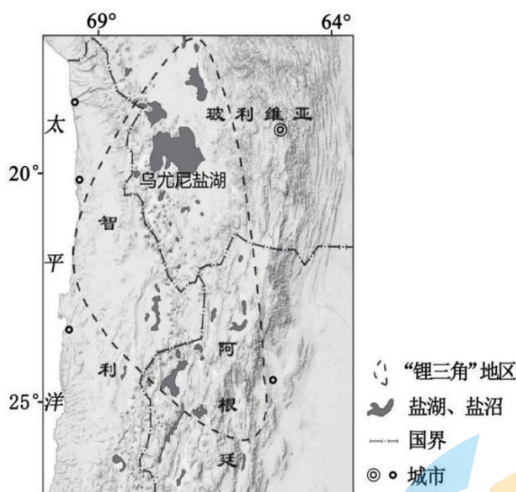 69° 64°
玻利维亚
太
20°
乌尤尼盐湖
智
平
阿
利
“锂三角”地区
25°
洋
根
盐湖、盐沼
廷
国界
城市